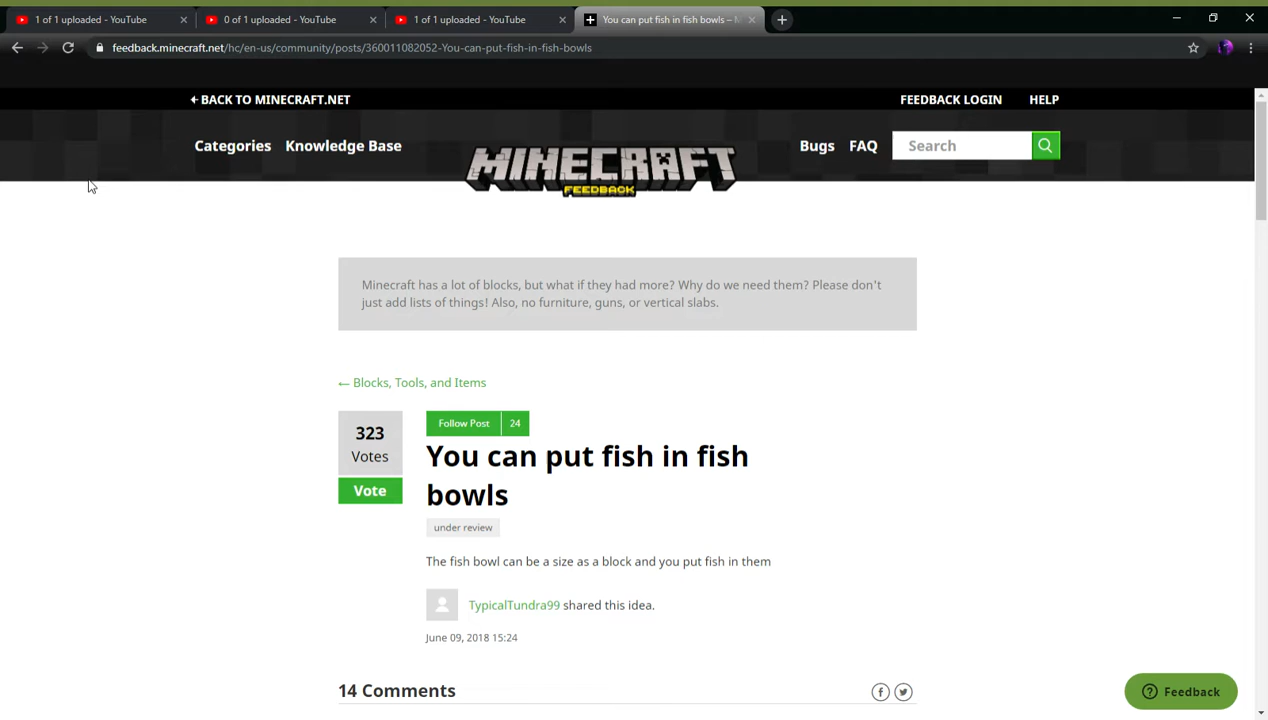 1 of 1 uploaded - YouTube
0 of 1 uploaded - YouTube
1 of 1 uploaded - YouTube
You can put fish in fish bowls – M
feedback.minecraft.net/hc/en-us/community/posts/360011082052-You-can-put-fish-in-fish-bowls
BACK TO MINECRAFT.NET
FEEDBACK LOGIN
HELP
Categories
Knowledge Base
MINECRAFT
FEEDBACK
Bugs
FAQ
Search
Minecraft has a lot of blocks, but what if they had more? Why do we need them? Please don't
just add lists of things! Also, no furniture, guns, or vertical slabs.
← Blocks, Tools, and Items
323
Votes
Vote
Follow Post
24
You can put fish in fish
bowls
under review
The fish bowl can be a size as a block and you put fish in them
TypicalTundra99 shared this idea.
June 09, 2018 15:24
14 Comments
Feedback